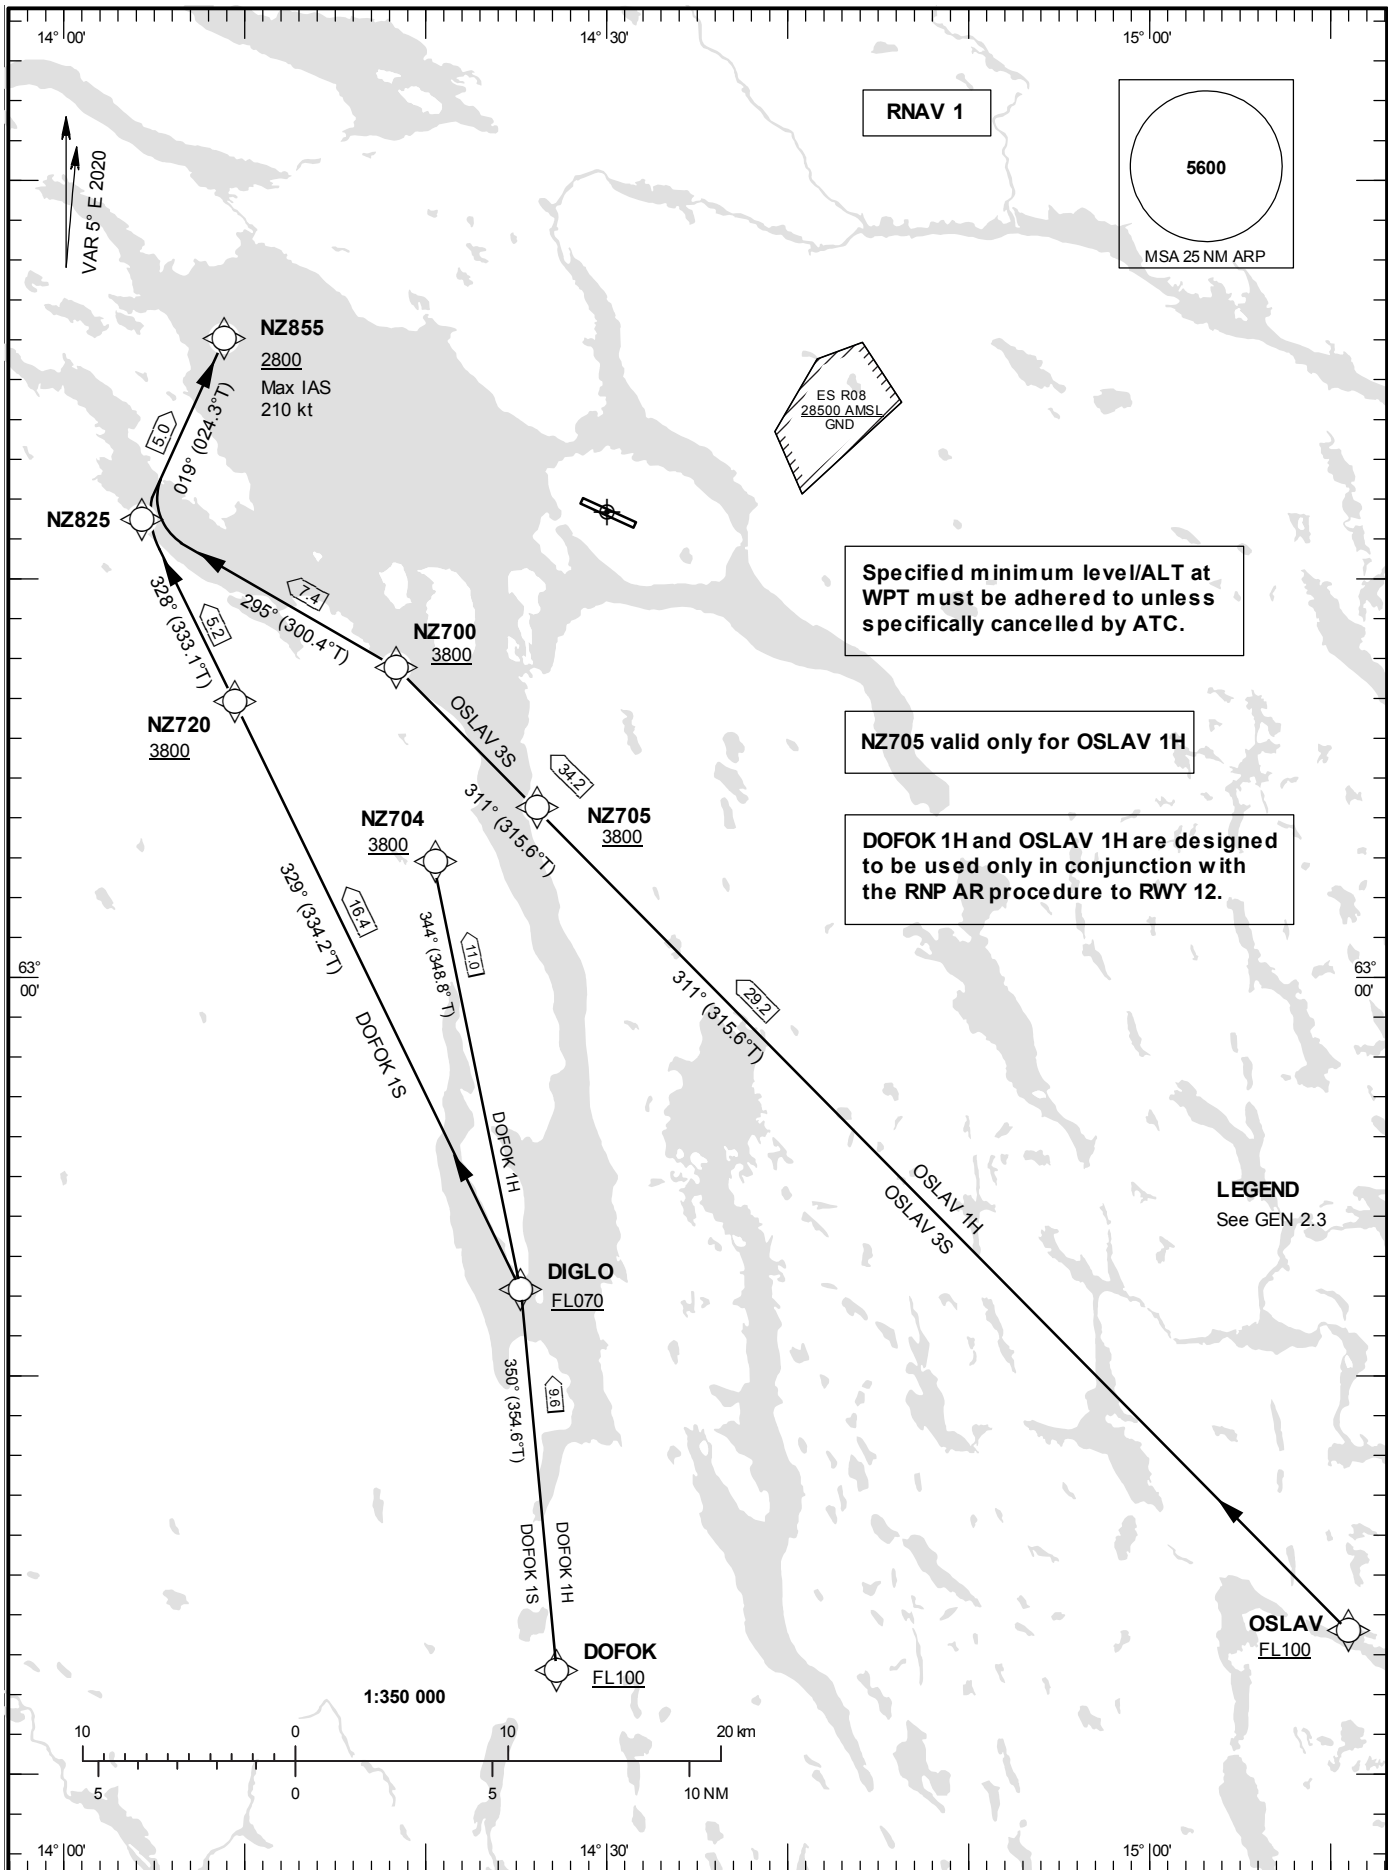 14° 00'
14° 30'
15° 00'
RNAV 1
5600
MSA 25 NM ARP
VAR 5° E 2020
NZ855
2800
Max IAS
210 kt
5.0
019° (024.3°T)
ES R08
28500 AMSL
GND
NZ825
7.4
295° (300.4°T)
328° (333.1°T)
5.2
NZ700
3800
Specified minimum level/ALT at
WPT must be adhered to unless
specifically cancelled by ATC.
NZ720
3800
OSLAV 3S
NZ705 valid only for OSLAV 1H
34.2
311° (315.6°T)
NZ705
3800
NZ704
3800
DOFOK 1H and OSLAV 1H are designed
to be used only in conjunction with
the RNP AR procedure to RWY 12.
329° (334.2°T)
16.4
344° (348.8° T)
11.0
63°
00'
311° (315.6°T)
29.2
63°
00'
DOFOK 1S
DOFOK 1H
OSLAV 1H
OSLAV 3S
LEGEND
See GEN 2.3
DIGLO
FL070
350° (354.6°T)
9.6
DOFOK 1S
DOFOK 1H
OSLAV
FL100
DOFOK
FL100
1:350 000
10 0 10 20 km
5 0 5 10 NM
14° 00'
14° 30'
15° 00'